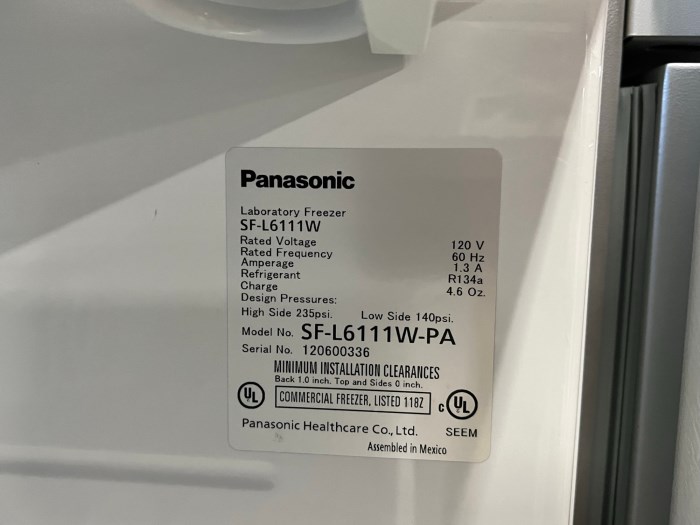 Panasonic
Laboratory Freezer
SF-L6111W
Rated Voltage 120 V
Rated Frequency 60 Hz
Amperage 1.3 A
Refrigerant R134a
Charge 4.6 Oz.
Design Pressures:
High Side 235psi. Low Side 140psi.
Model No. SF-L6111W-PA
Serial No. 120600336
MINIMUM INSTALLATION CLEARANCES
Back 1.0 inch. Top and Sides 0 inch.
UL COMMERCIAL FREEZER, LISTED 118Z c UL
Panasonic Healthcare Co., Ltd. SEEM
Assembled in Mexico